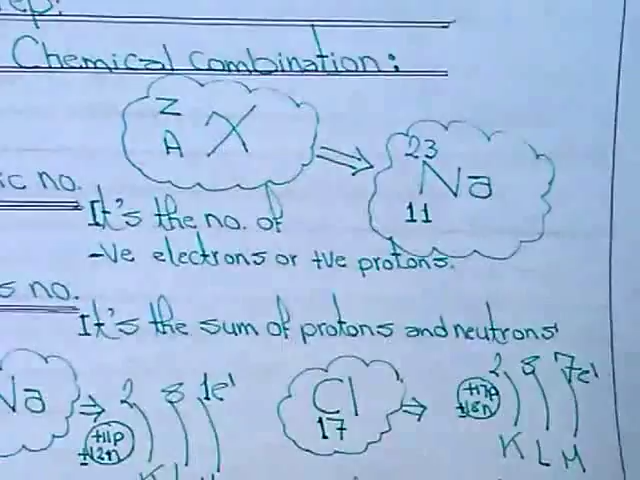 ep:
Chemical combination:
Z
A X
23
Na
11
ic no.
It's the no. of
-ve electrons or +ve protons.
s no.
It's the sum of protons and neutrons
Na ⇒ 2 8 1e'
+11p
±12n
K L
Cl
17
⇒ 2 8 7e'
+17p
±18n
K L M